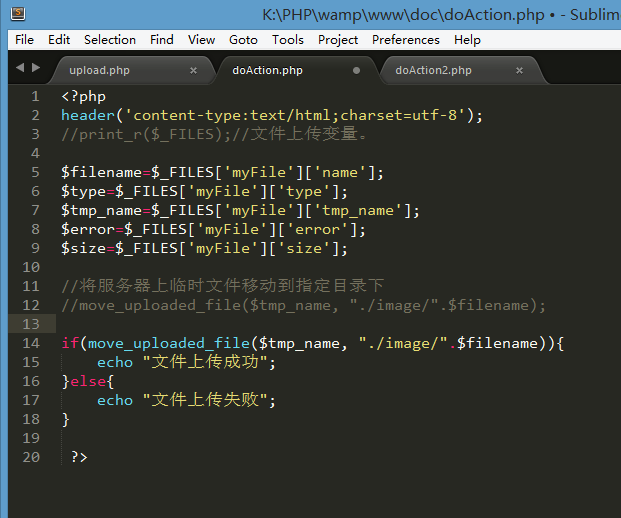 K:\PHP\wamp\www\doc\doAction.php • - Sublim
File Edit Selection Find View Goto Tools Project Preferences Help
upload.php × doAction.php doAction2.php ×
1 <?php
2 header('content-type:text/html;charset=utf-8');
3 //print_r($_FILES);//文件上传变量。
4
5 $filename=$_FILES['myFile']['name'];
6 $type=$_FILES['myFile']['type'];
7 $tmp_name=$_FILES['myFile']['tmp_name'];
8 $error=$_FILES['myFile']['error'];
9 $size=$_FILES['myFile']['size'];
10
11 //将服务器上临时文件移动到指定目录下
12 //move_uploaded_file($tmp_name, "./image/".$filename);
13
14 if(move_uploaded_file($tmp_name, "./image/".$filename)){
15     echo "文件上传成功";
16 }else{
17     echo "文件上传失败";
18 }
19
20  ?>